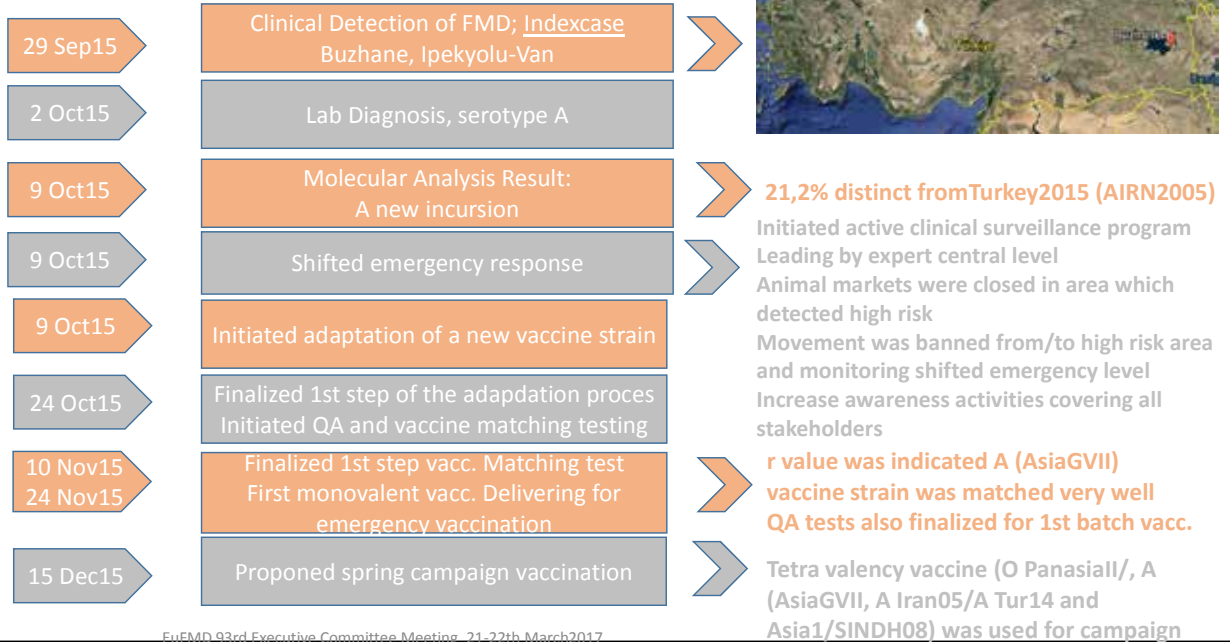 29 Sep15
Clinical Detection of FMD; Indexcase
Buzhane, Ipekyolu-Van
2 Oct15
Lab Diagnosis, serotype A
9 Oct15
Molecular Analysis Result:
A new incursion
21,2% distinct fromTurkey2015 (AIRN2005)
9 Oct15
Shifted emergency response
Initiated active clinical surveillance program
Leading by expert central level
Animal markets were closed in area which
detected high risk
Movement was banned from/to high risk area
and monitoring shifted emergency level
Increase awareness activities covering all
stakeholders
9 Oct15
Initiated adaptation of a new vaccine strain
24 Oct15
Finalized 1st step of the adapdation proces
Initiated QA and vaccine matching testing
10 Nov15
24 Nov15
Finalized 1st step vacc. Matching test
First monovalent vacc. Delivering for
emergency vaccination
r value was indicated A (AsiaGVII)
vaccine strain was matched very well
QA tests also finalized for 1st batch vacc.
15 Dec15
Proposed spring campaign vaccination
Tetra valency vaccine (O PanasiaII/, A
(AsiaGVII, A Iran05/A Tur14 and
Asia1/SINDH08) was used for campaign
EuFMD 93rd Executive Committee Meeting, 21-22th March2017